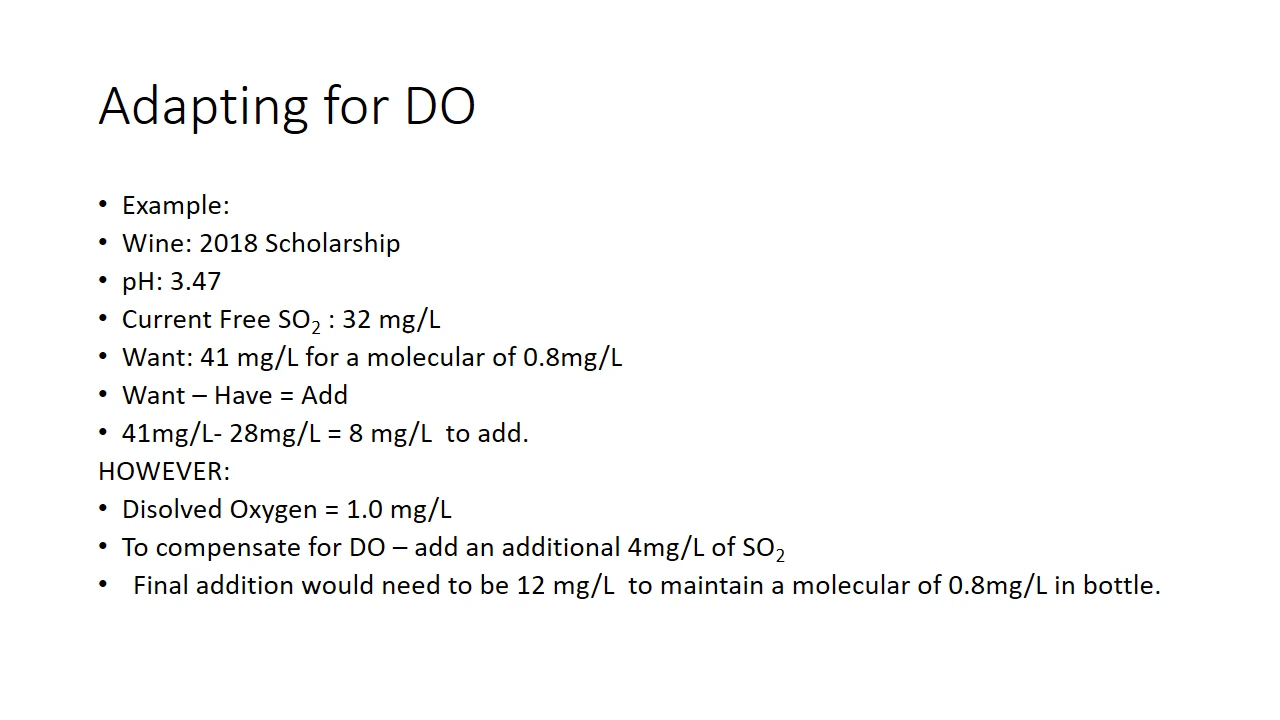 Adapting for DO
• Example:
• Wine: 2018 Scholarship
• pH: 3.47
• Current Free SO₂ : 32 mg/L
• Want: 41 mg/L for a molecular of 0.8mg/L
• Want – Have = Add
• 41mg/L- 28mg/L = 8 mg/L  to add.
HOWEVER:
• Disolved Oxygen = 1.0 mg/L
• To compensate for DO – add an additional 4mg/L of SO₂
•  Final addition would need to be 12 mg/L  to maintain a molecular of 0.8mg/L in bottle.